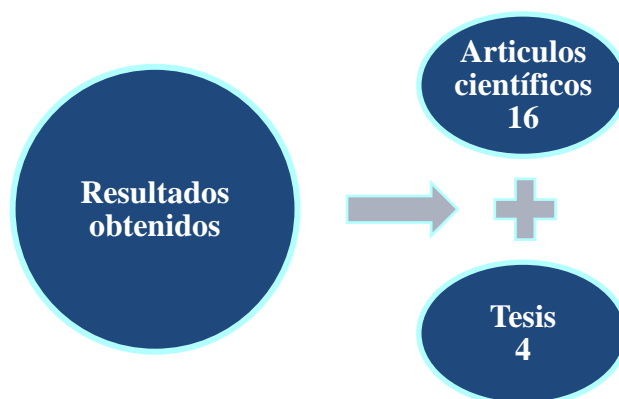 Resultados
obtenidos
Articulos
científicos
16
Tesis
4